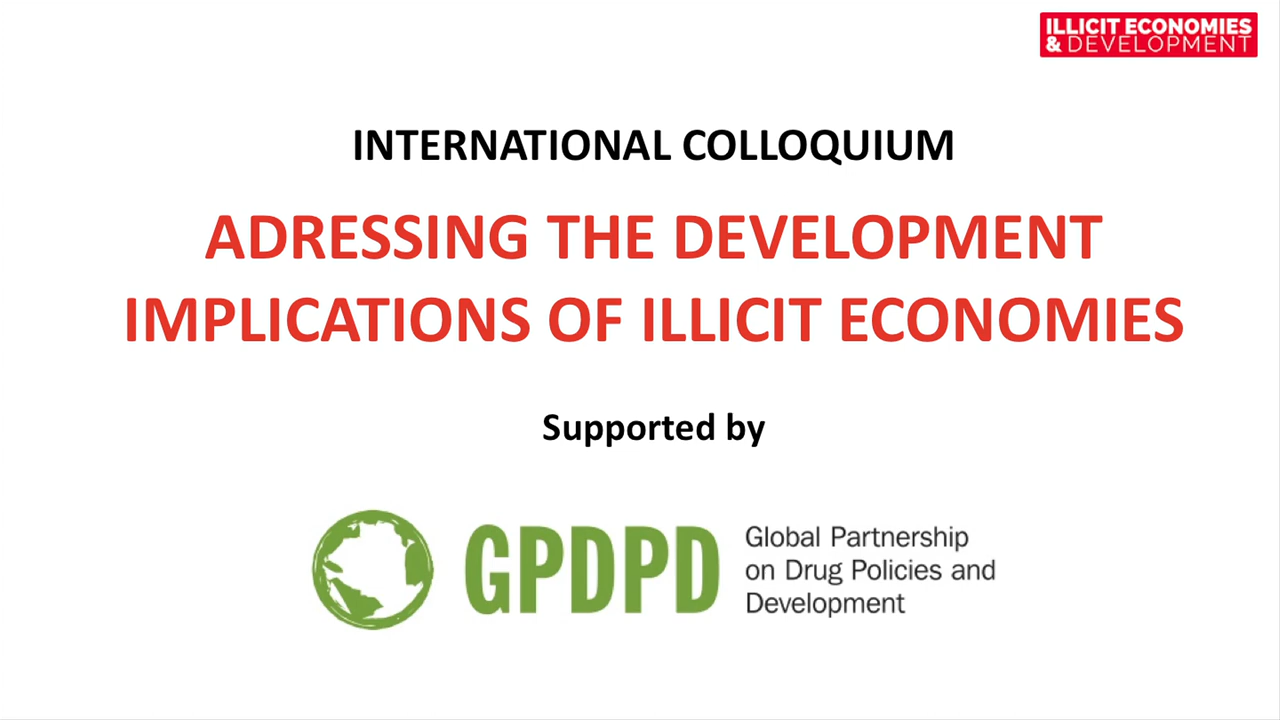 ILLICIT ECONOMIES
& DEVELOPMENT
INTERNATIONAL COLLOQUIUM
ADRESSING THE DEVELOPMENT
IMPLICATIONS OF ILLICIT ECONOMIES
Supported by
GPDPD
Global Partnership
on Drug Policies and
Development